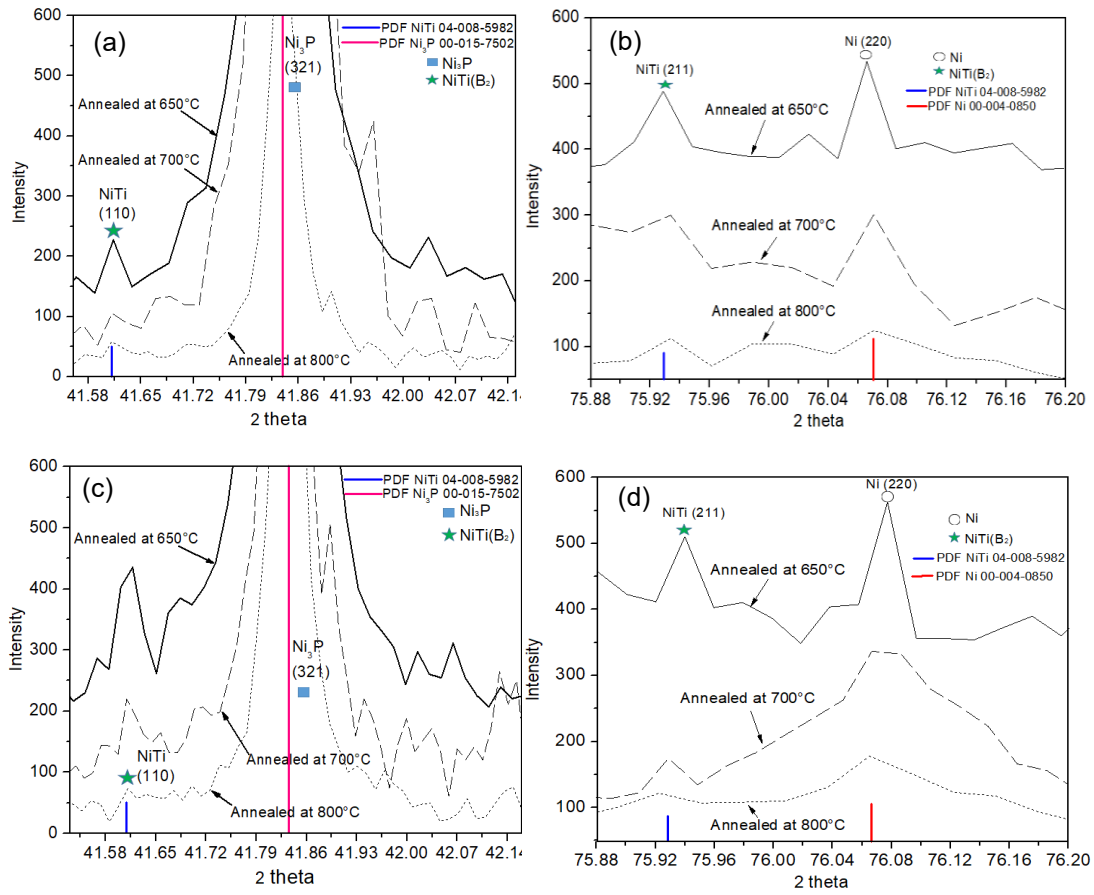 (a)
PDF NiTi 04-008-5982
PDF Ni3P 00-015-7502
Ni₃P
NiTi(B₂)
Ni3P
(321)
Annealed at 650°C
Annealed at 700°C
NiTi
(110)
Annealed at 800°C
600
500
400
300
200
100
0
Intensity
41.58 41.65 41.72 41.79 41.86 41.93 42.00 42.07 42.14
2 theta
(b)
Ni (220)
NiTi (211)
Ni
NiTi(B₂)
PDF NiTi 04-008-5982
PDF Ni 00-004-0850
Annealed at 650°C
Annealed at 700°C
Annealed at 800°C
600
500
400
300
200
100
Intensity
75.88 75.92 75.96 76.00 76.04 76.08 76.12 76.16 76.20
2 theta
(c)
PDF NiTi 04-008-5982
PDF Ni3P 00-015-7502
Ni₃P
NiTi(B₂)
Annealed at 650°C
Ni3P
(321)
NiTi
(110)
Annealed at 700°C
Annealed at 800°C
600
500
400
300
200
100
0
Intensity
41.58 41.65 41.72 41.79 41.86 41.93 42.00 42.07 42.14
2 theta
(d)
Ni (220)
NiTi (211)
Ni
NiTi(B₂)
PDF NiTi 04-008-5982
PDF Ni 00-004-0850
Annealed at 650°C
Annealed at 700°C
Annealed at 800°C
600
500
400
300
200
100
Intensity
75.88 75.92 75.96 76.00 76.04 76.08 76.12 76.16 76.20
2 theta